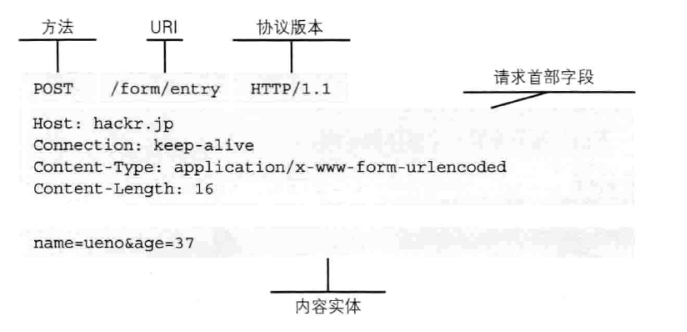 方法 URI 协议版本
请求首部字段
POST /form/entry HTTP/1.1
Host: hackr.jp
Connection: keep-alive
Content-Type: application/x-www-form-urlencoded
Content-Length: 16
name=ueno&age=37
内容实体